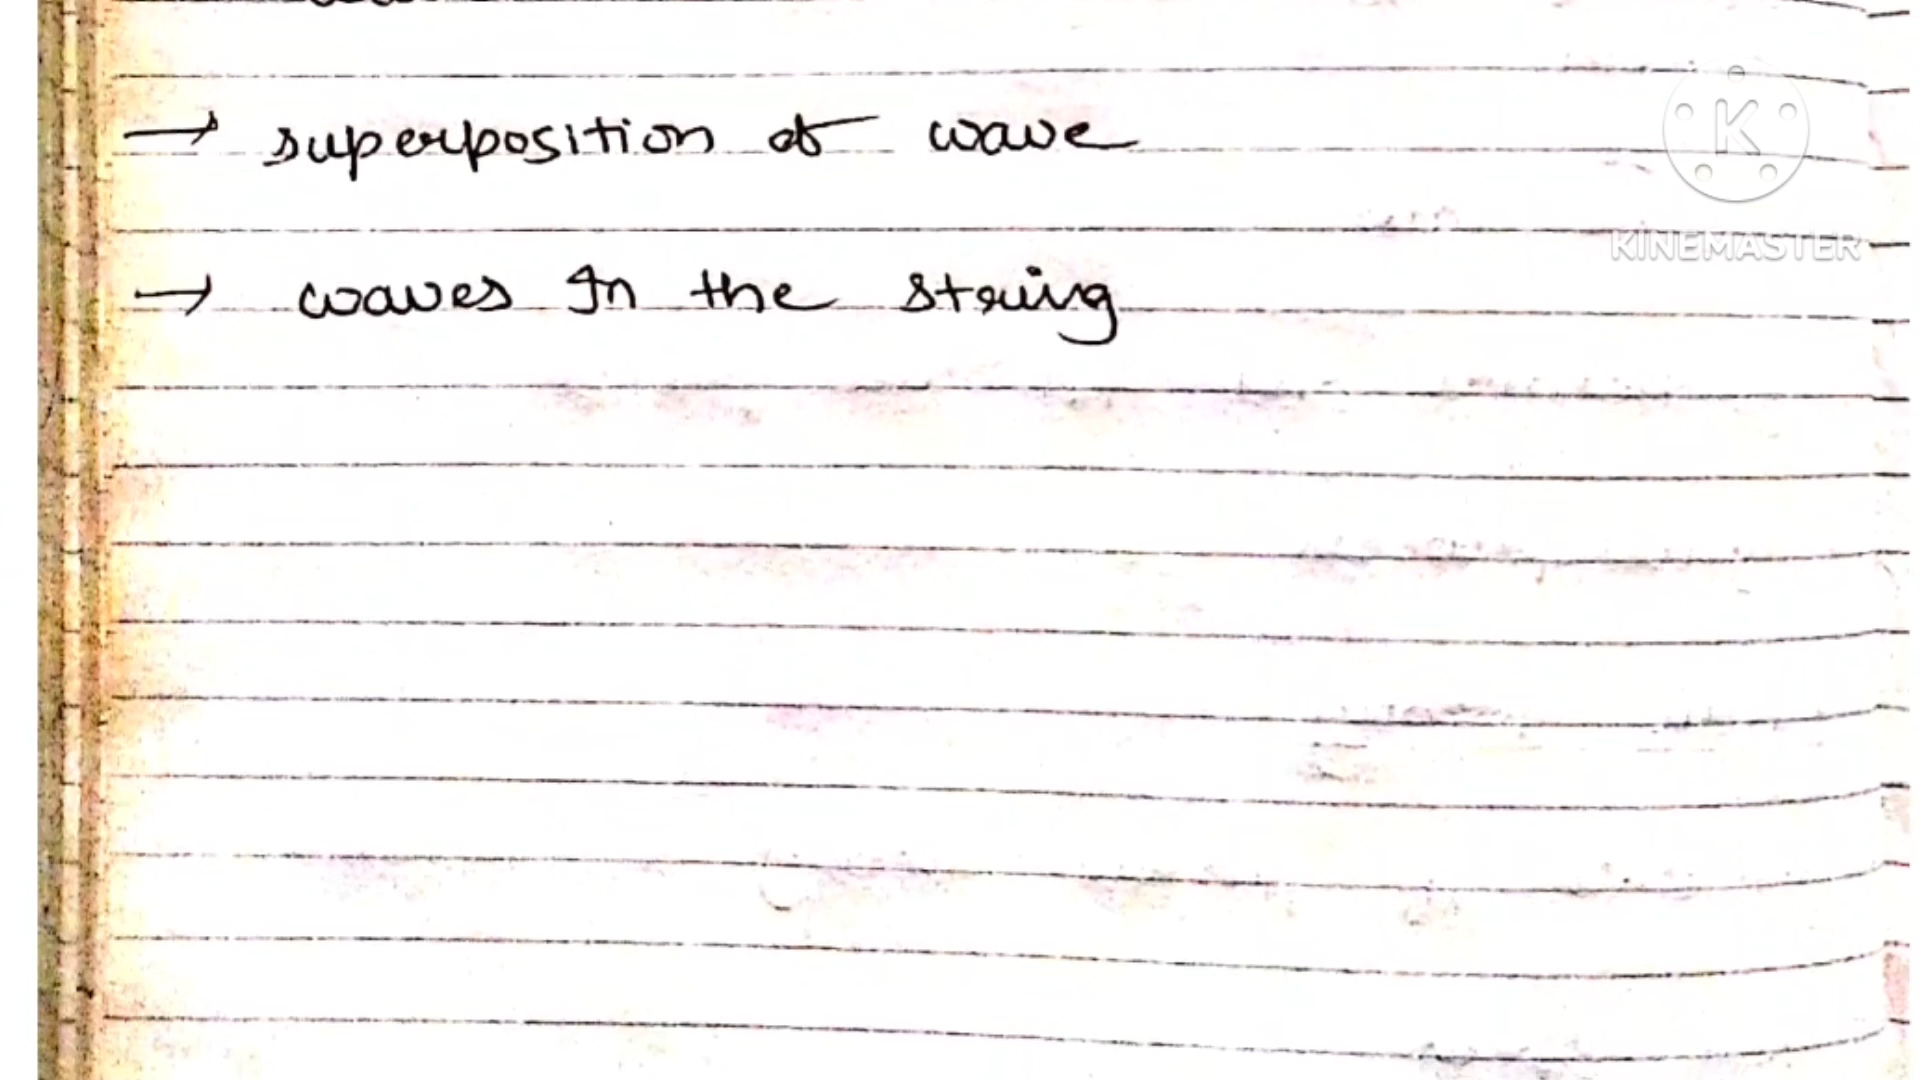 → superposition of wave
→ waves In the string
KINEMASTER